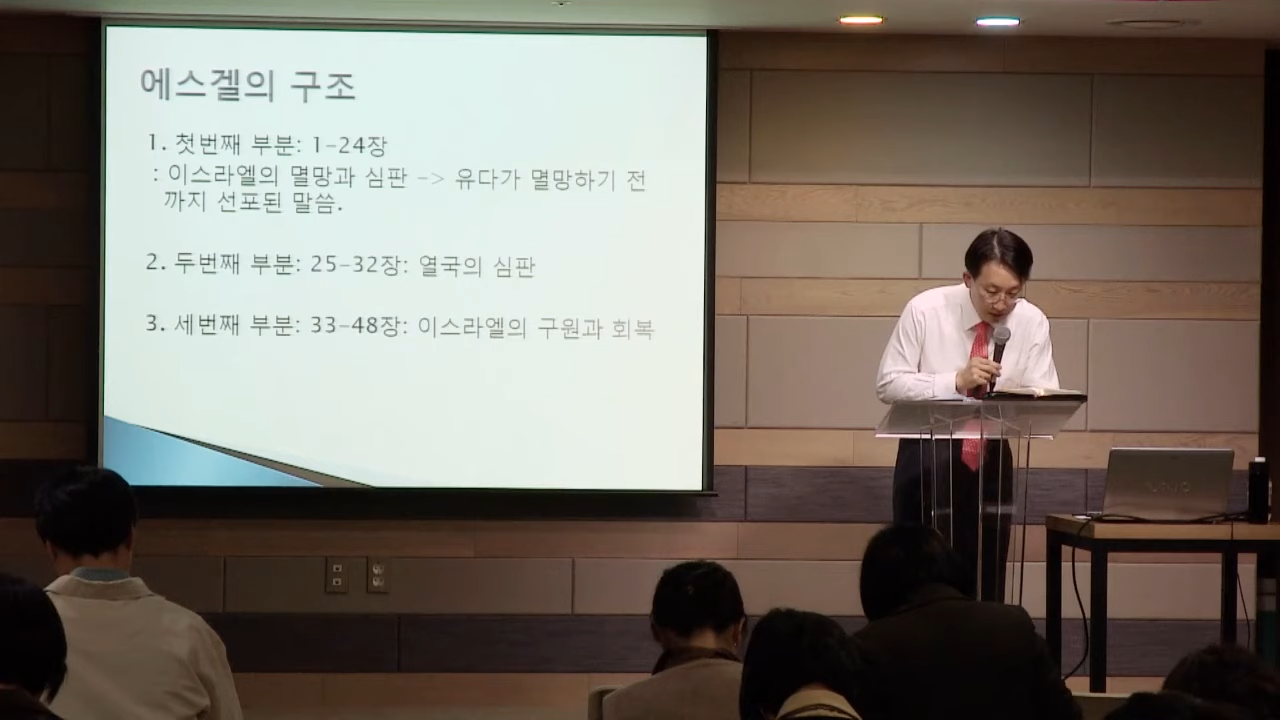 에스겔의 구조
1. 첫번째 부분: 1-24장
: 이스라엘의 멸망과 심판 -> 유다가 멸망하기 전
까지 선포된 말씀.
2. 두번째 부분: 25-32장: 열국의 심판
3. 세번째 부분: 33-48장: 이스라엘의 구원과 회복